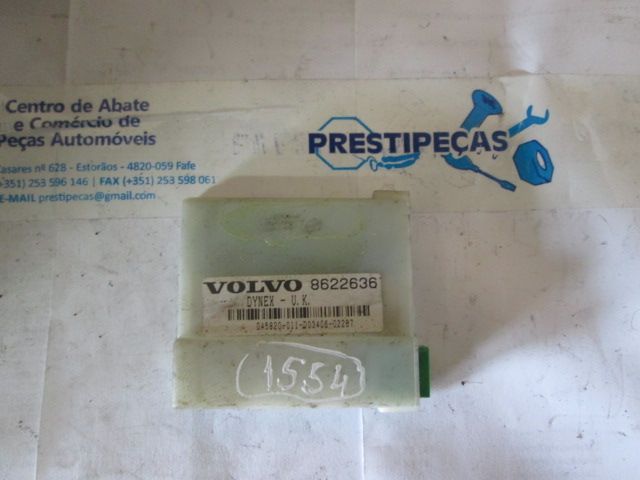 Centro de Abate
e Comércio de
Peças Automóveis
Casares nº 628 - Estorãos - 4820-059 Fafe
(+351) 253 596 146 | FAX (+351) 253 598 061
E-MAIL prestipecas@gmail.com
PRESTIPEÇAS
VOLVO 8622636
DYNEX - U.K.
1554